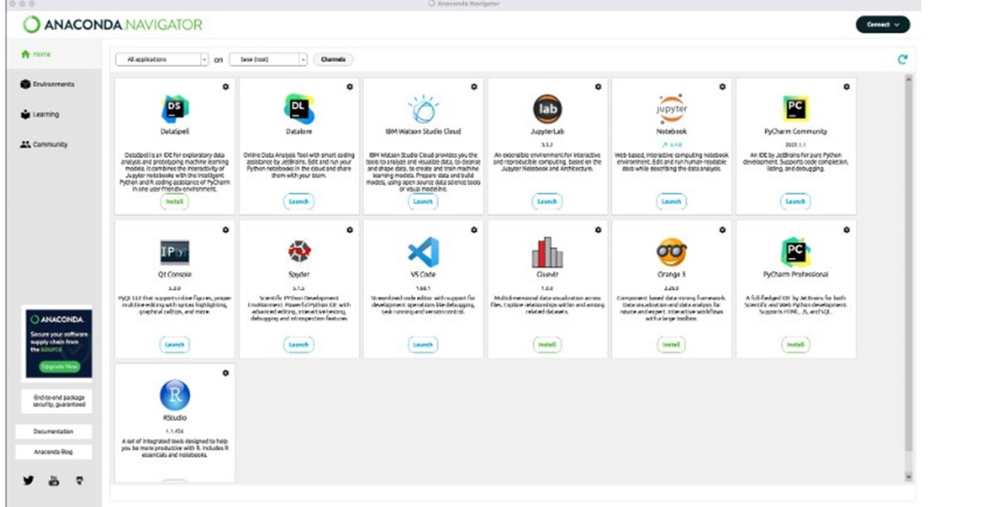 Anaconda Navigator
ANACONDA.NAVIGATOR
Connect
Home
Environments
Learning
Community
All applications
on
base (root)
Channels
DS
DataSpell
DataSpell is an IDE for exploratory data
analysis and prototyping machine learning
models. It combines the interactivity of
Jupyter notebooks with the intelligent
Python and R coding assistance of PyCharm
in one user-friendly environment.
Install
DL
Datalore
Online Data Analysis Tool with smart coding
assistance by JetBrains. Edit and run your
Python notebooks in the cloud and share
them with your team.
Launch
IBM Watson Studio Cloud
IBM Watson Studio Cloud provides you the
tools to analyze and visualize data, to cleanse
and shape data, to create and train machine
learning models. Prepare data and build
models, using open source data science tools
or visual modeling.
Launch
lab
JupyterLab
3.3.2
An extensible environment for interactive
and reproducible computing, based on the
Jupyter Notebook and Architecture.
Launch
jupyter
Notebook
6.4.8
Web-based, interactive computing notebook
environment. Edit and run human-readable
docs while describing the data analysis.
Launch
PC
PyCharm Community
2022.1.1
An IDE by JetBrains for pure Python
development. Supports code completion,
listing, and debugging.
Launch
IP[y]
Qt Console
5.3.0
PyQt GUI that supports inline figures, proper
multiline editing with syntax highlighting,
graphical calltips, and more.
Launch
Spyder
5.1.5
Scientific PYthon Development
EnviRonment. Powerful Python IDE with
advanced editing, interactive testing,
debugging and introspection features
Launch
VS Code
Streamlined code editor with support for
development operations like debugging,
task running and version control.
Launch
Glueviz
1.0.0
Multidimensional data visualization across
files. Explore relationships within and among
related datasets.
Install
Orange 3
Component based data mining framework.
Data visualization and data analysis for
novice and expert. Interactive workflows
with a large toolbox.
Install
PC
PyCharm Professional
A full-fledged IDE by JetBrains for both
Scientific and Web Python development.
Supports HTML, JS, and SQL.
Install
R
RStudio
1.1.456
A set of integrated tools designed to help
you be more productive with R. Includes R
essentials and notebooks.
ANACONDA.
Secure your software
supply chain from
the SOURCE
Upgrade Now
End-to-end package
security, guaranteed
Documentation
Anaconda Blog
You